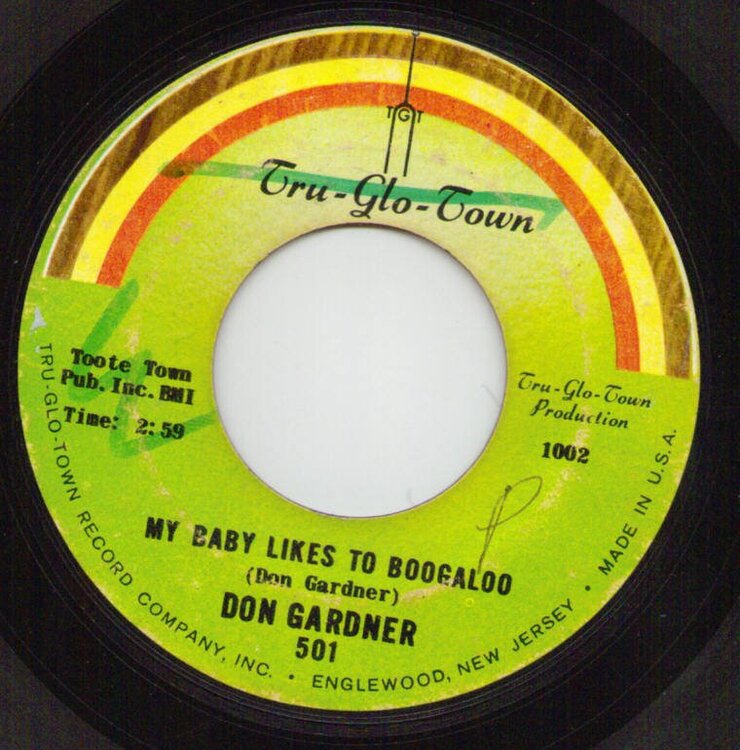 TGT
Tru-Glo-Town
Toote Town
Pub. Inc. BMI
Time: 2:59
Tru-Glo-Town
Production
1002
P
MY BABY LIKES TO BOOGALOO
(Don Gardner)
DON GARDNER
501
TRU-GLO-TOWN RECORD COMPANY, INC. • ENGLEWOOD, NEW JERSEY • MADE IN U.S.A.